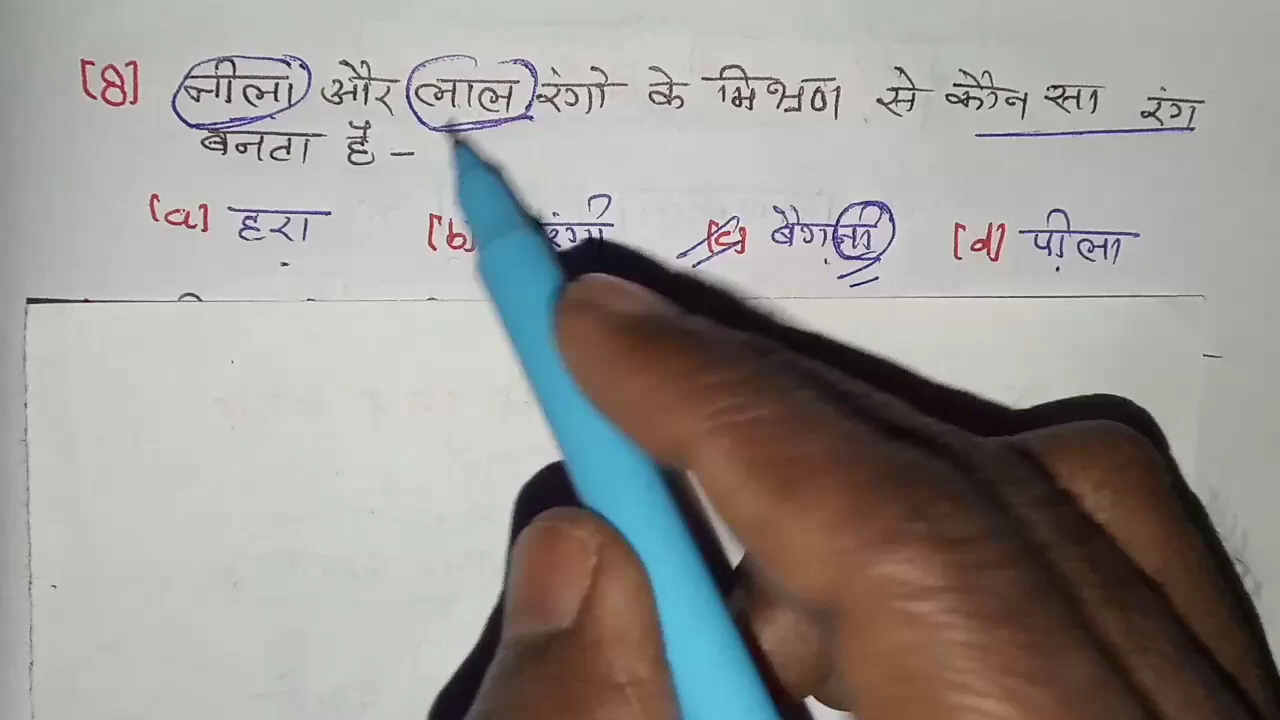 [8] नीला और लाल रंगो के मिश्रण से कौन सा रंग
बनता है -
[a] हरा [b] [c] बैगनी [d] पीला